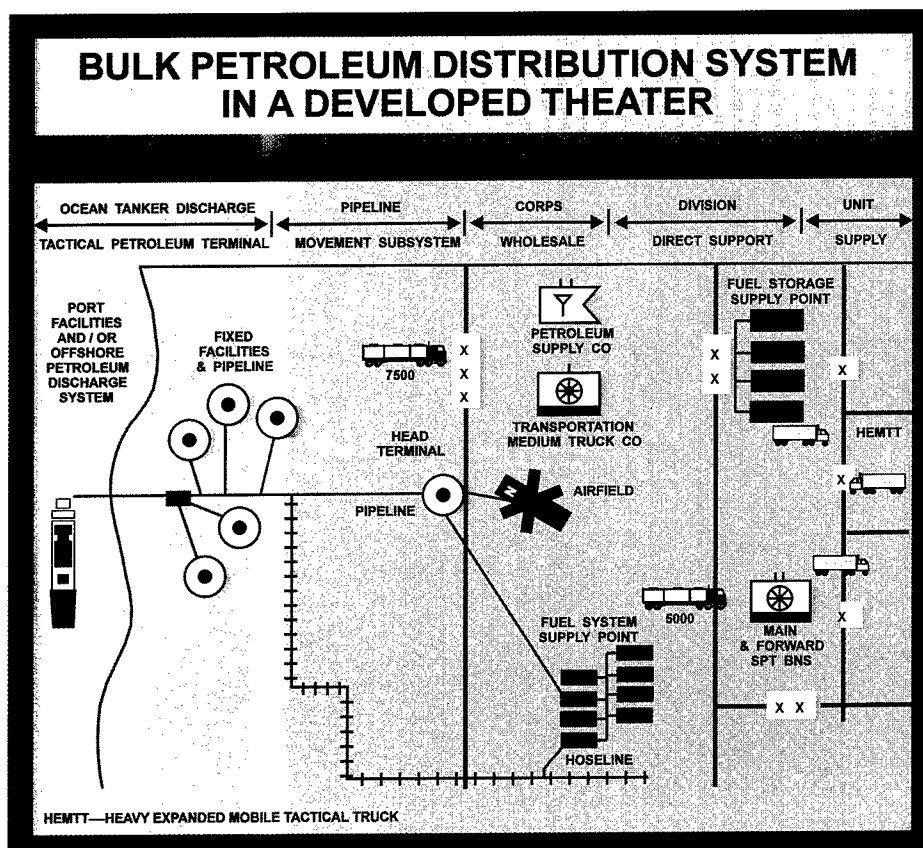 BULK PETROLEUM DISTRIBUTION SYSTEM
IN A DEVELOPED THEATER
OCEAN TANKER DISCHARGE
PIPELINE
CORPS
DIVISION
UNIT
TACTICAL PETROLEUM TERMINAL
MOVEMENT SUBSYSTEM
WHOLESALE
DIRECT SUPPORT
SUPPLY
PORT
FACILITIES
AND / OR
OFFSHORE
PETROLEUM
DISCHARGE
SYSTEM
FIXED
FACILITIES
& PIPELINE
7500
X
X
X
PETROLEUM
SUPPLY CO
TRANSPORTATION
MEDIUM TRUCK CO
X
X
FUEL STORAGE
SUPPLY POINT
X
HEMTT
HEAD
TERMINAL
PIPELINE
N
AIRFIELD
X
FUEL SYSTEM
SUPPLY POINT
5000
MAIN
& FORWARD
SPT BNS
X
X X
HOSELINE
HEMTT—HEAVY EXPANDED MOBILE TACTICAL TRUCK